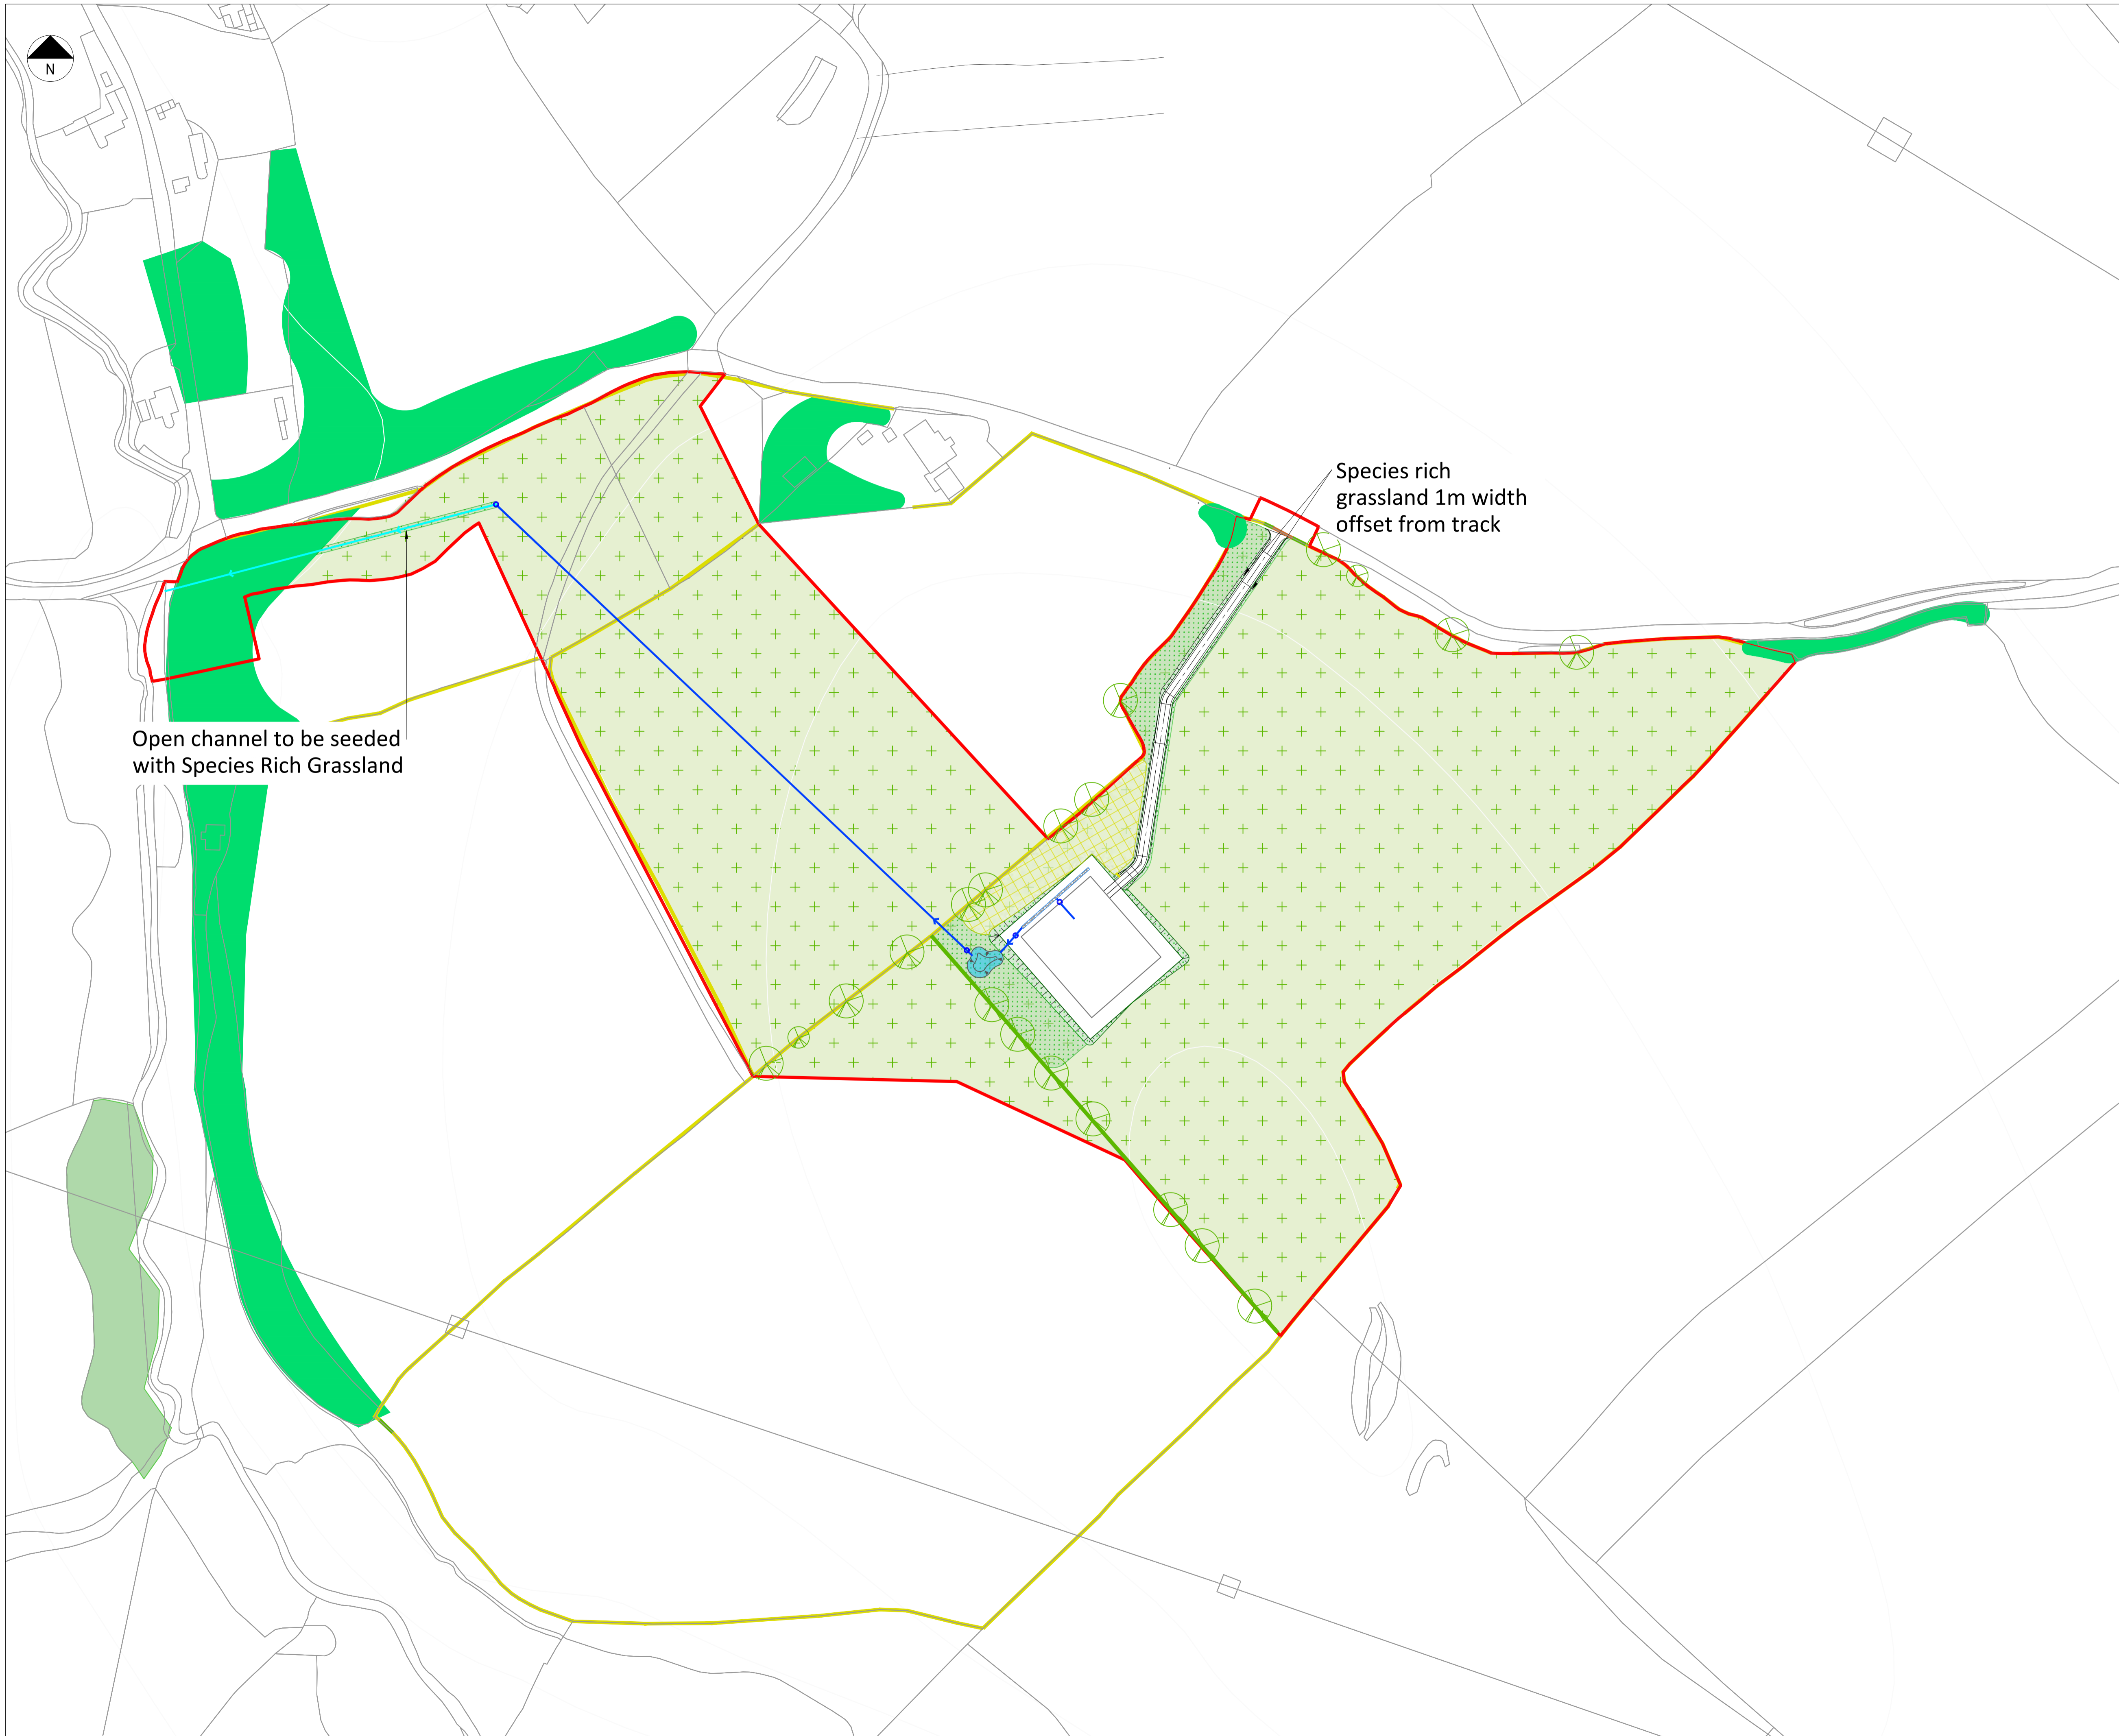 N
Species rich
grassland 1m width
offset from track
Open channel to be seeded
with Species Rich Grassland